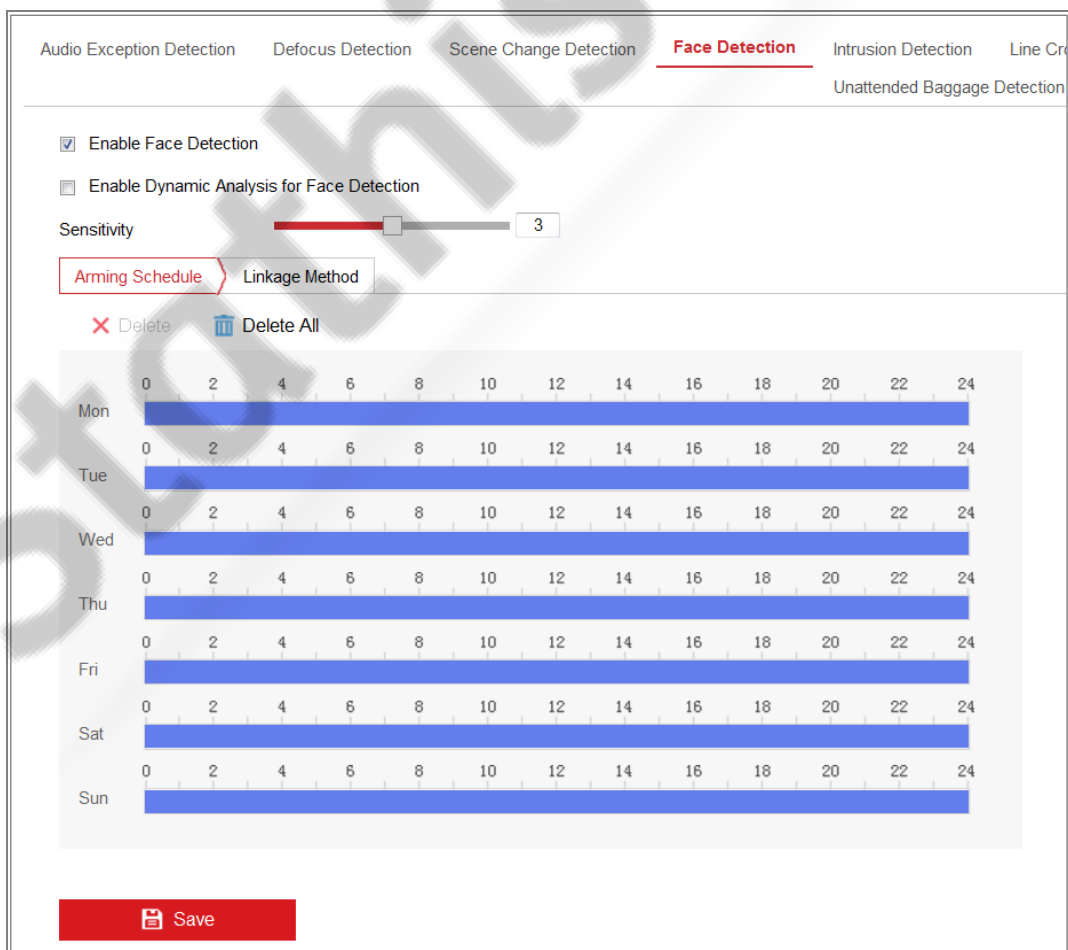 Audio Exception Detection Defocus Detection Scene Change Detection Face Detection Intrusion Detection Line Cro
Unattended Baggage Detection
Enable Face Detection
Enable Dynamic Analysis for Face Detection
Sensitivity 3
Arming Schedule Linkage Method
Delete Delete All
0 2 4 6 8 10 12 14 16 18 20 22 24
Mon
0 2 4 6 8 10 12 14 16 18 20 22 24
Tue
0 2 4 6 8 10 12 14 16 18 20 22 24
Wed
0 2 4 6 8 10 12 14 16 18 20 22 24
Thu
0 2 4 6 8 10 12 14 16 18 20 22 24
Fri
0 2 4 6 8 10 12 14 16 18 20 22 24
Sat
0 2 4 6 8 10 12 14 16 18 20 22 24
Sun
Save
stathis